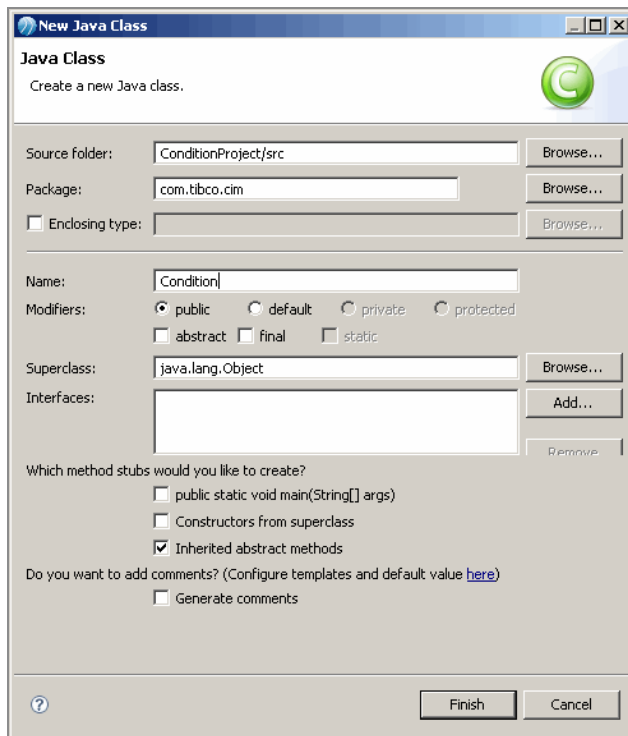 New Java Class
Java Class
Create a new Java class.
C
Source folder: ConditionProject/src Browse...
Package: com.tibco.cim Browse...
Enclosing type: Browse...
Name: Condition
Modifiers: public default private protected
abstract final static
Superclass: java.lang.Object Browse...
Interfaces: Add...
Remove
Which method stubs would you like to create?
public static void main(String[] args)
Constructors from superclass
Inherited abstract methods
Do you want to add comments? (Configure templates and default value here)
Generate comments
? Finish Cancel